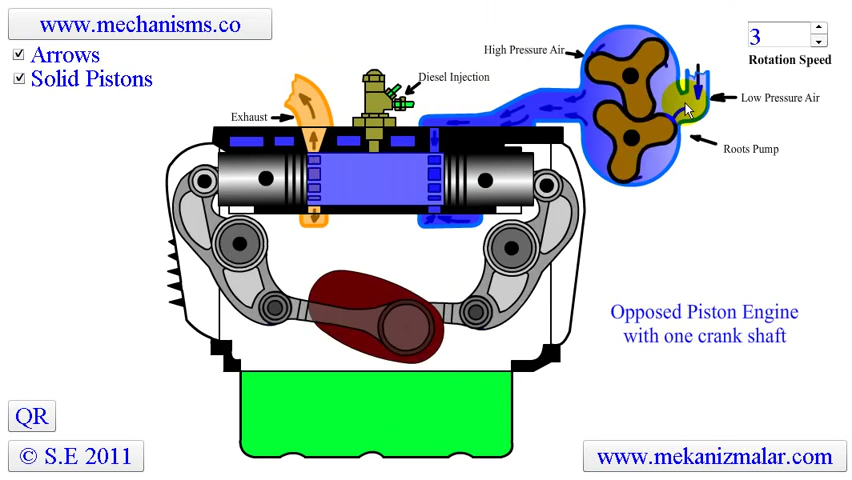 www.mechanisms.co
Arrows
Solid Pistons
3
Rotation Speed
High Pressure Air
Diesel Injection
Low Pressure Air
Exhaust
Roots Pump
Opposed Piston Engine
with one crank shaft
QR
© S.E 2011
www.mekanizmalar.com